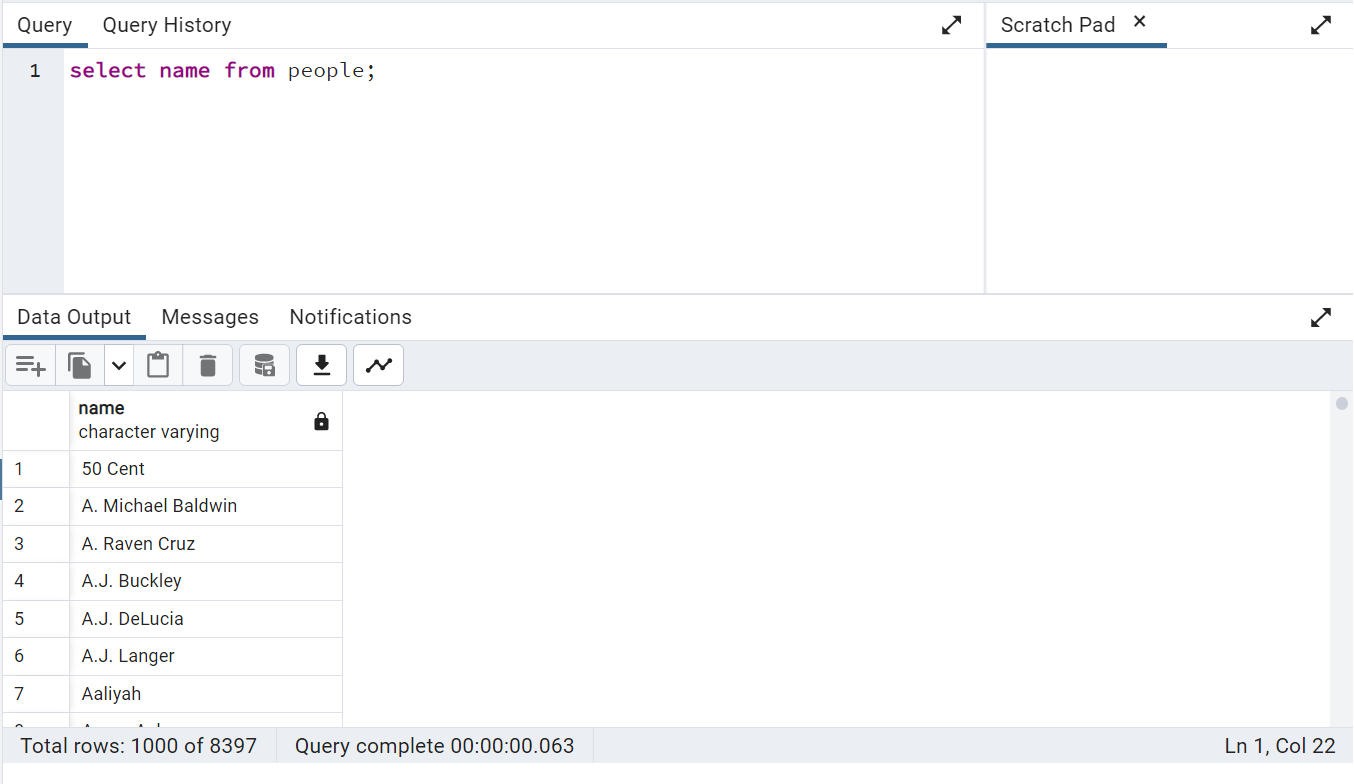 Query Query History Scratch Pad ×
1 select name from people;
Data Output Messages Notifications
name
character varying
1 50 Cent
2 A. Michael Baldwin
3 A. Raven Cruz
4 A.J. Buckley
5 A.J. DeLucia
6 A.J. Langer
7 Aaliyah
Total rows: 1000 of 8397 Query complete 00:00:00.063 Ln 1, Col 22